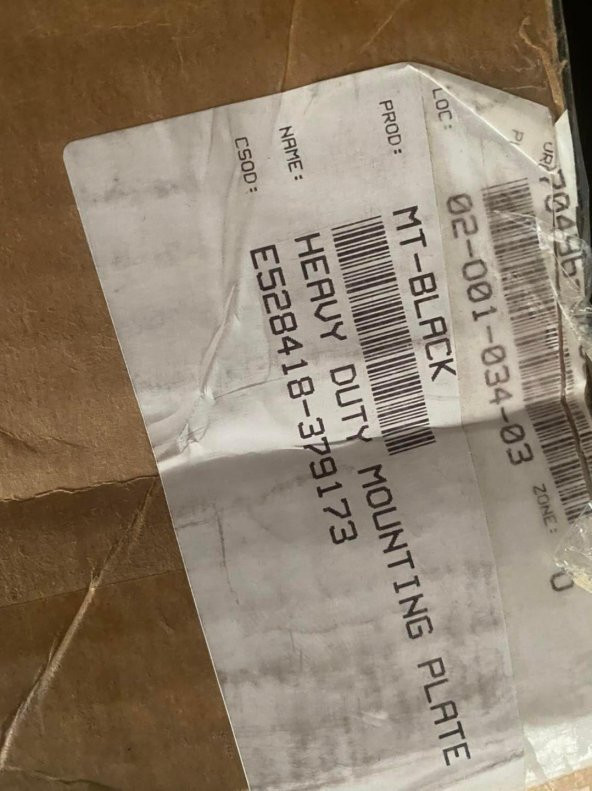 LOC: 02-001-034-03 ZONE:
PROD: MT-BLACK
NAME: HEAVY DUTY MOUNTING PLATE
CSOD: E528418-379173